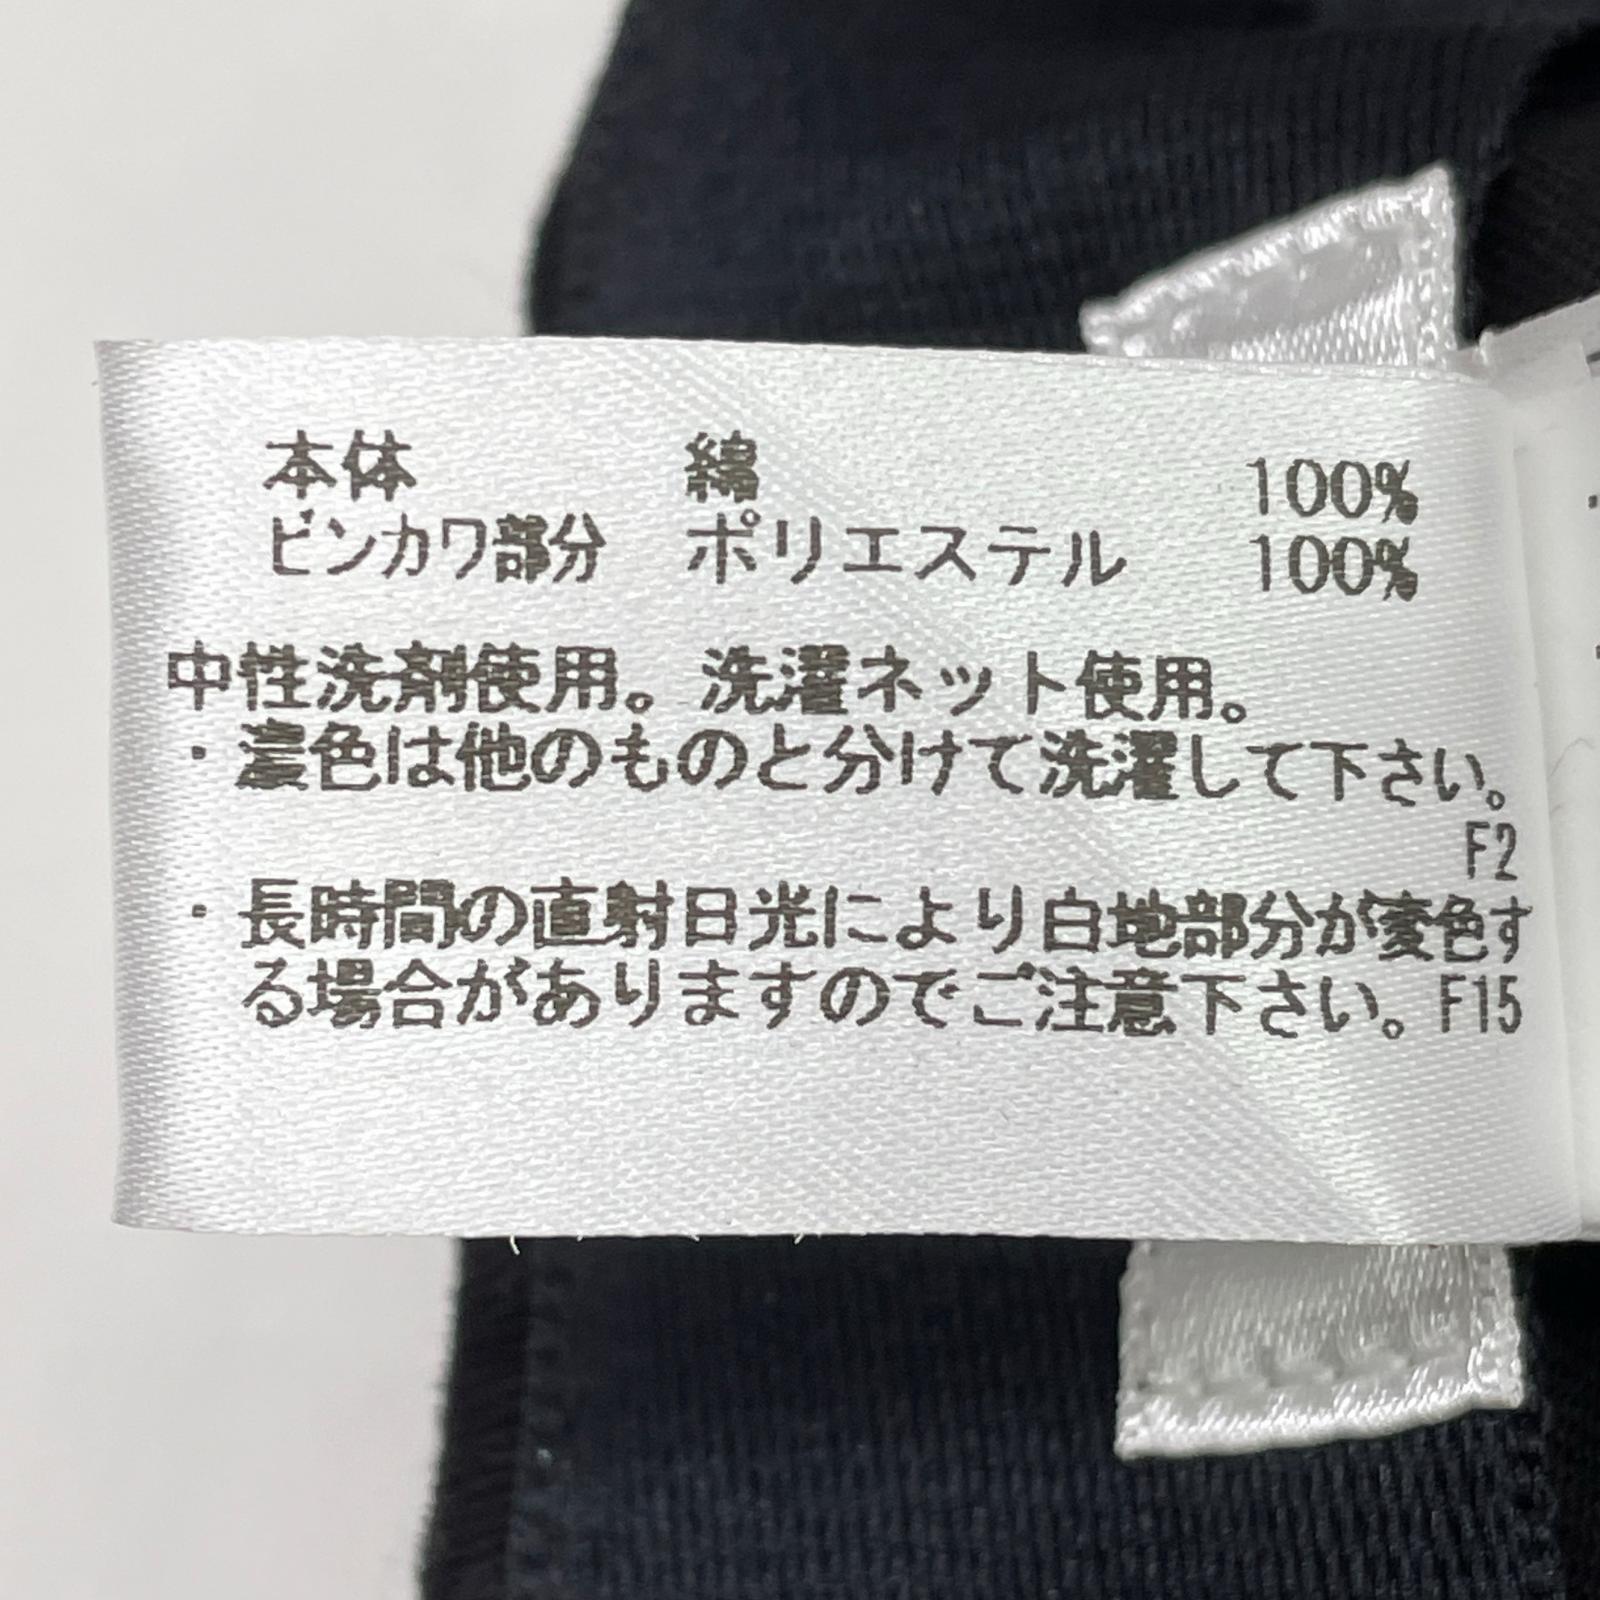 本体 綿 100%
ビンカワ部分 ポリエステル 100%
中性洗剤使用。洗濯ネット使用。
・濃色は他のものと分けて洗濯して下さい。
F2
・長時間の直射日光により白地部分が変色す
る場合がありますのでご注意下さい。F15